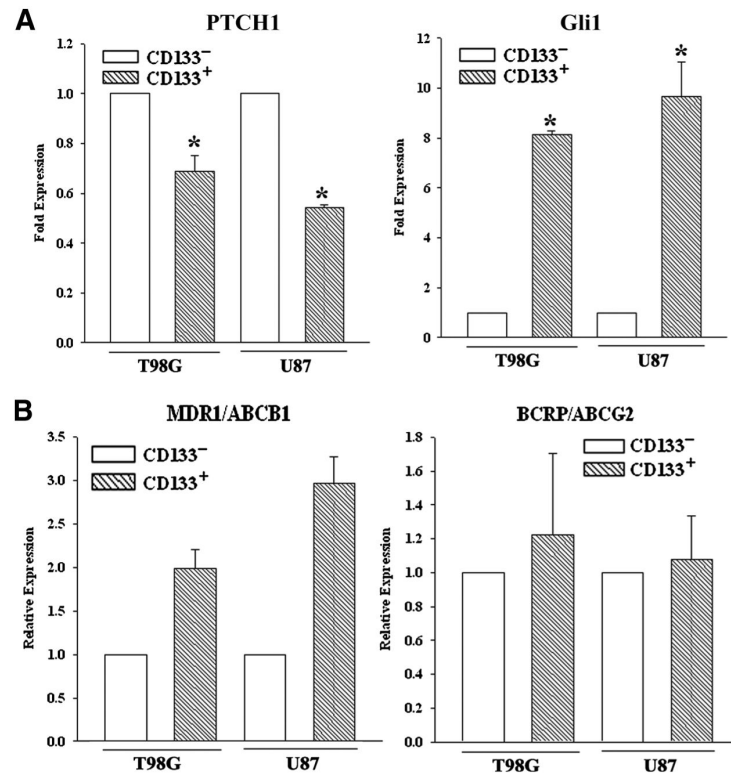 A
PTCH1
Fold Expression
1.2
1.0
0.8
0.6
0.4
0.2
0.0
CD133⁻
CD133⁺
*
*
T98G
U87
Gli1
Fold Expression
12
10
8
6
4
2
0
CD133⁻
CD133⁺
*
*
T98G
U87
B
MDR1/ABCB1
Relative Expression
3.5
3.0
2.5
2.0
1.0
1.5
0.0
CD133⁻
CD133⁺
T98G
U87
BCRP/ABCG2
Relative Expression
1.8
1.6
1.4
1.2
1.0
0.8
0.6
0.4
0.2
0.0
CD133⁻
CD133⁺
T98G
U87